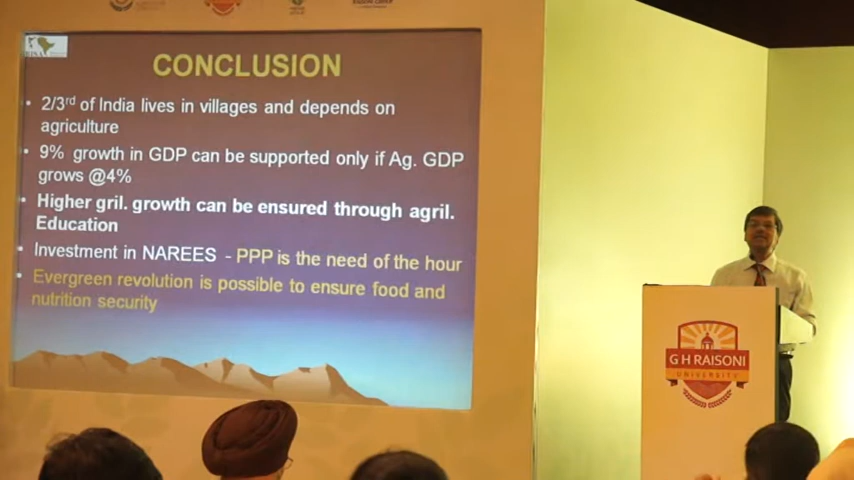 CONCLUSION
• 2/3rd of India lives in villages and depends on
agriculture
• 9% growth in GDP can be supported only if Ag. GDP
grows @4%
• Higher gril. growth can be ensured through agril.
Education
• Investment in NAREES - PPP is the need of the hour
• Evergreen revolution is possible to ensure food and
nutrition security
G H RAISONI
UNIVERSITY